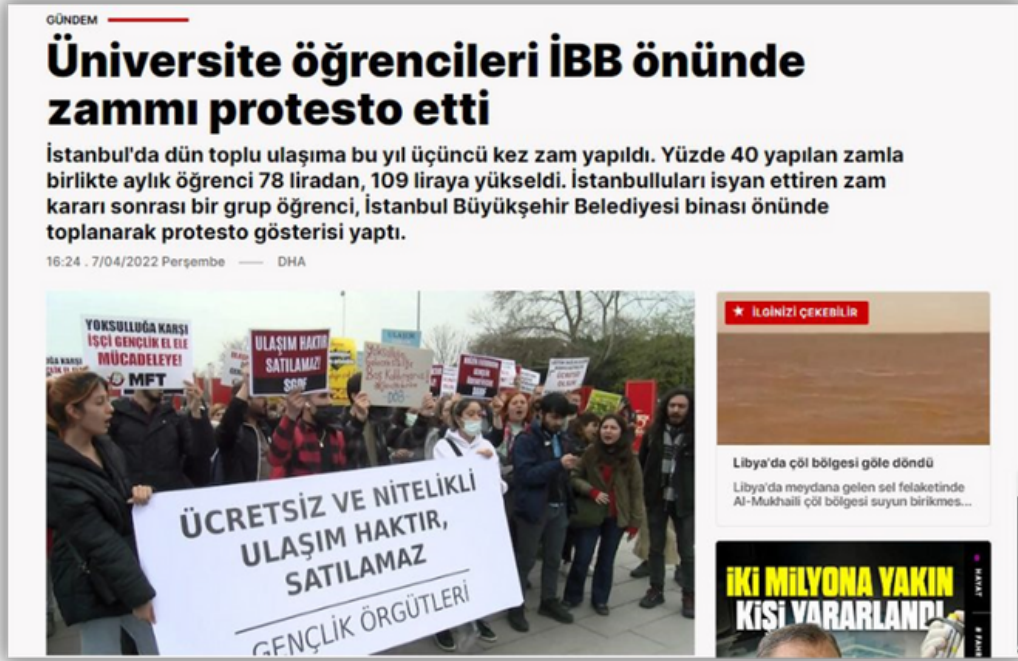 GÜNDEM
Üniversite öğrencileri İBB önünde
zammı protesto etti
İstanbul'da dün toplu ulaşıma bu yıl üçüncü kez zam yapıldı. Yüzde 40 yapılan zamla
birlikte aylık öğrenci 78 liradan, 109 liraya yükseldi. İstanbulluları isyan ettiren zam
kararı sonrası bir grup öğrenci, İstanbul Büyükşehir Belediyesi binası önünde
toplanarak protesto gösterisi yaptı.
16:24 . 7/04/2022 Perşembe — DHA
YOKSULLUĞA KARŞI
İŞÇİ GENÇLİK EL ELE
MÜCADELEYE!
MFT
ULAŞIM HAKTIR
SATILAMAZ!
SGDF
ULAŞIM
DÖB
ÜCRETSİZ VE NİTELİKLİ
ULAŞIM HAKTIR,
SATILAMAZ
GENÇLİK ÖRGÜTLERİ
★ İLGİNİZİ ÇEKEBİLİR
Libya'da çöl bölgesi göle döndü
Libya'da meydana gelen sel felaketinde
Al-Mukhaili çöl bölgesi suyun birikmes...
İKİ MİLYONA YAKIN
KİŞİ YARARLANDI
HAYAT